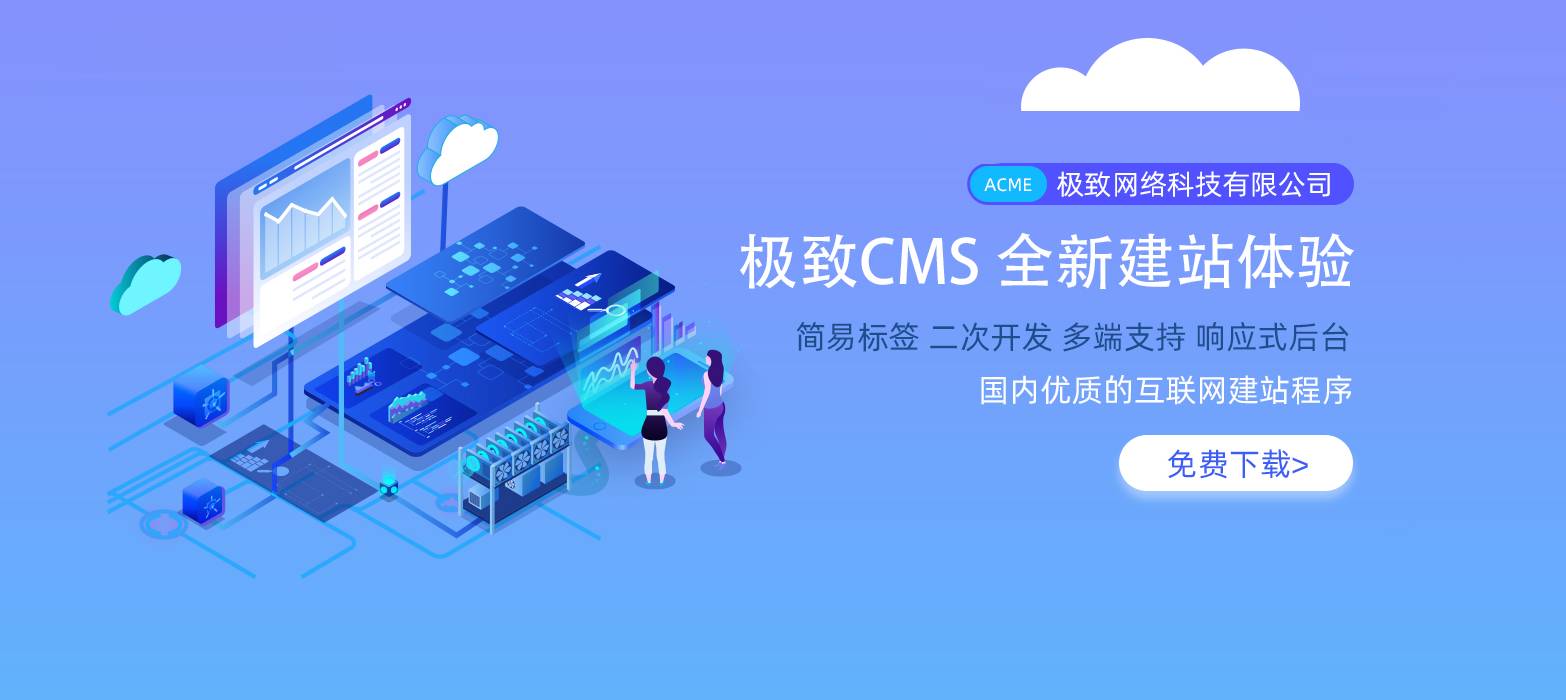 ACME 极致网络科技有限公司
极致CMS 全新建站体验
简易标签 二次开发 多端支持 响应式后台
国内优质的互联网建站程序
免费下载>